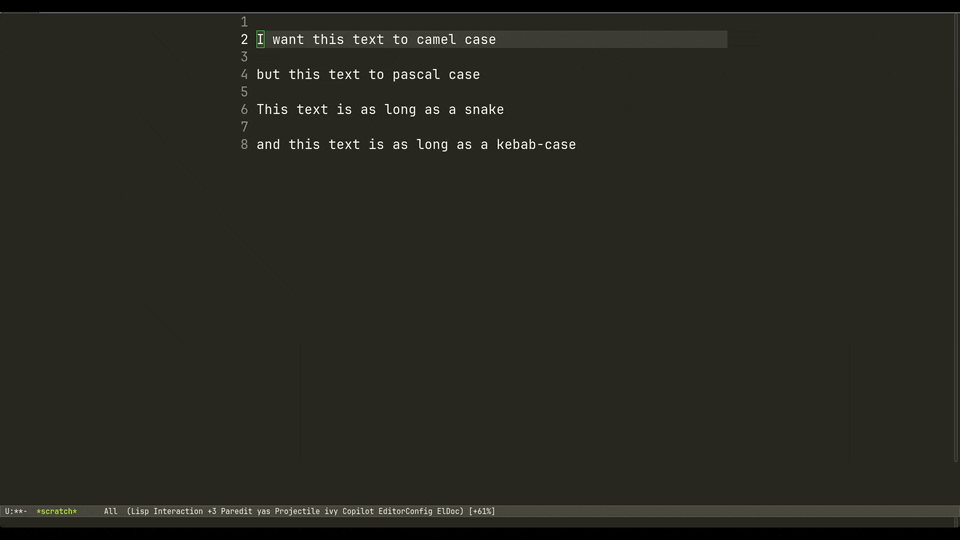 1
2 I want this text to camel case
3
4 but this text to pascal case
5
6 This text is as long as a snake
7
8 and this text is as long as a kebab-case
U:**- *scratch* All (Lisp Interaction +3 Paredit yas Projectile ivy Copilot EditorConfig ElDoc) [+61%]